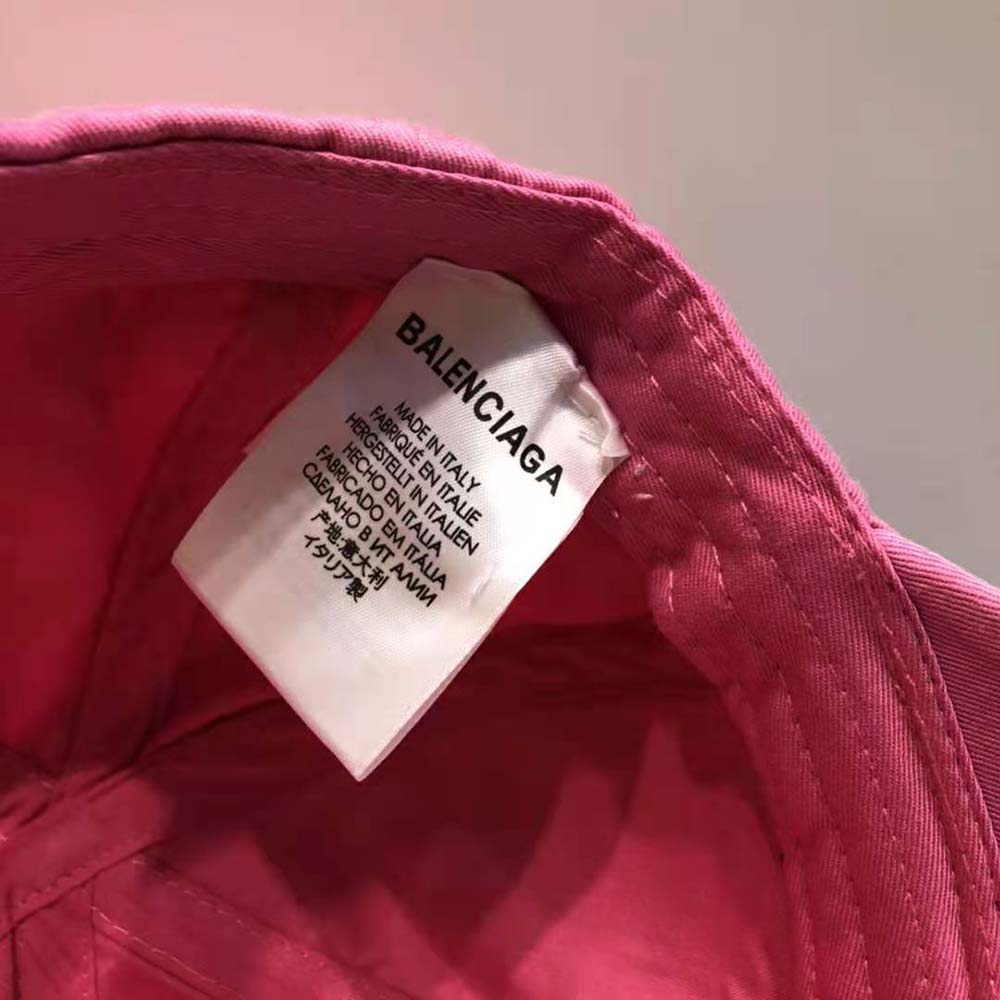 BALENCIAGA
MADE IN ITALY
FABRIQUÉ EN ITALIE
HERGESTELLT IN ITALIEN
HECHO EN ITALIA
FABRICADO EM ITALIA
СДЕЛАНО В ИТАЛИИ
产地:意大利
イタリア製